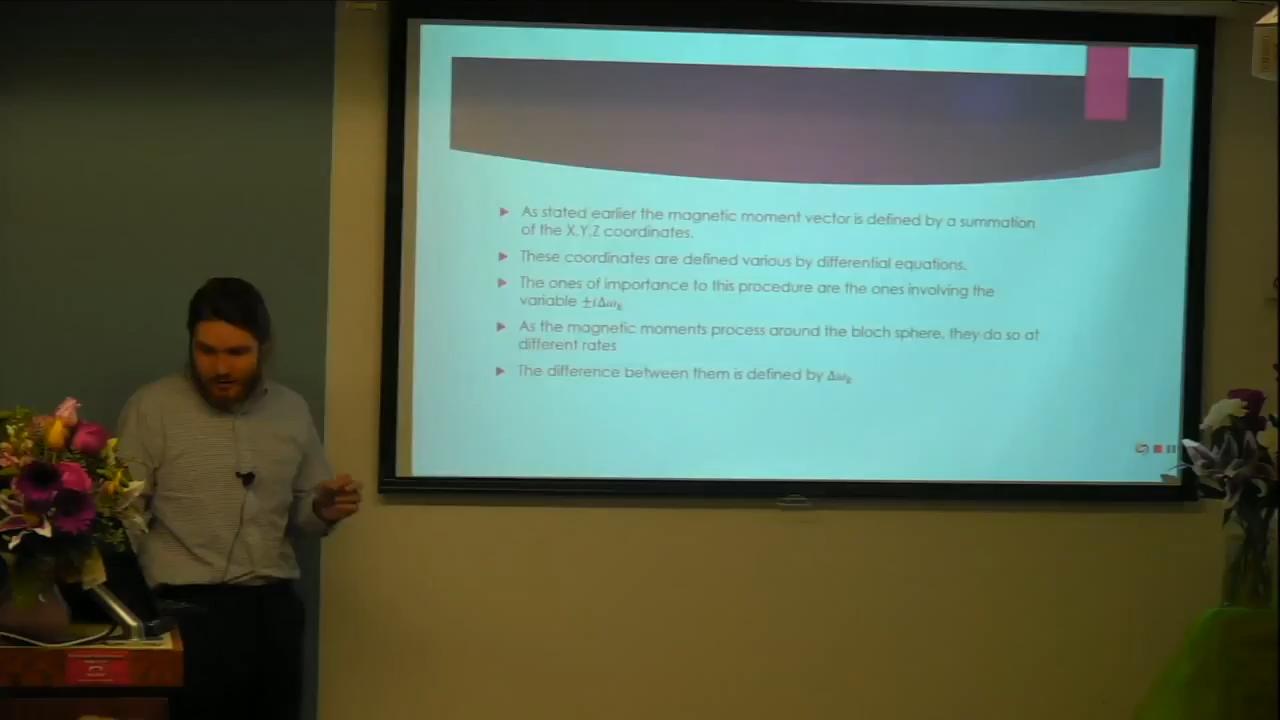 As stated earlier the magnetic moment vector is defined by a summation
of the X,Y,Z coordinates.
These coordinates are defined various by differential equations.
The ones of importance to this procedure are the ones involving the
variable ±iΔωₖ
As the magnetic moments process around the bloch sphere, they do so at
different rates
The difference between them is defined by Δωₖ